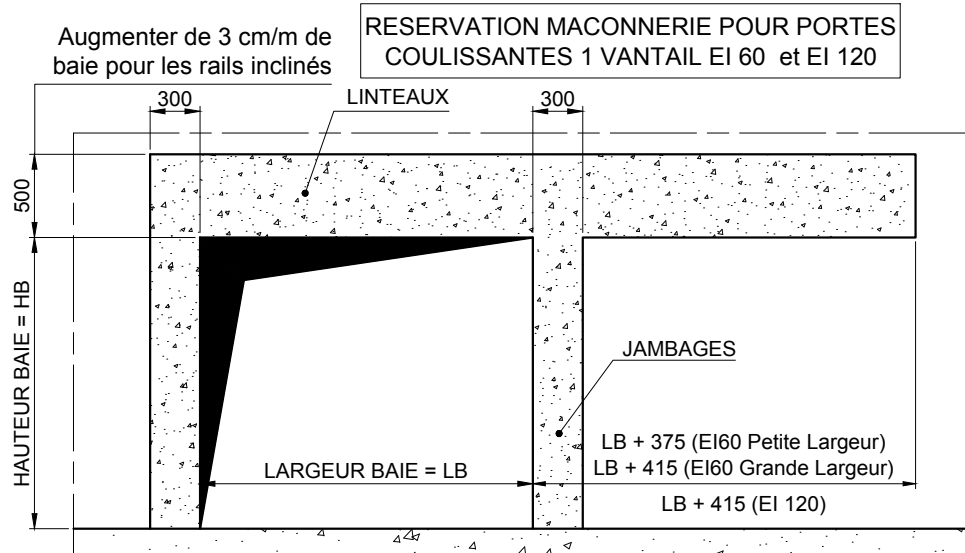 Augmenter de 3 cm/m de
baie pour les rails inclinés
RESERVATION MACONNERIE POUR PORTES
COULISSANTES 1 VANTAIL EI 60 et EI 120
300
LINTEAUX
300
500
HAUTEUR BAIE = HB
JAMBAGES
LARGEUR BAIE = LB
LB + 375 (EI60 Petite Largeur)
LB + 415 (EI60 Grande Largeur)
LB + 415 (EI 120)